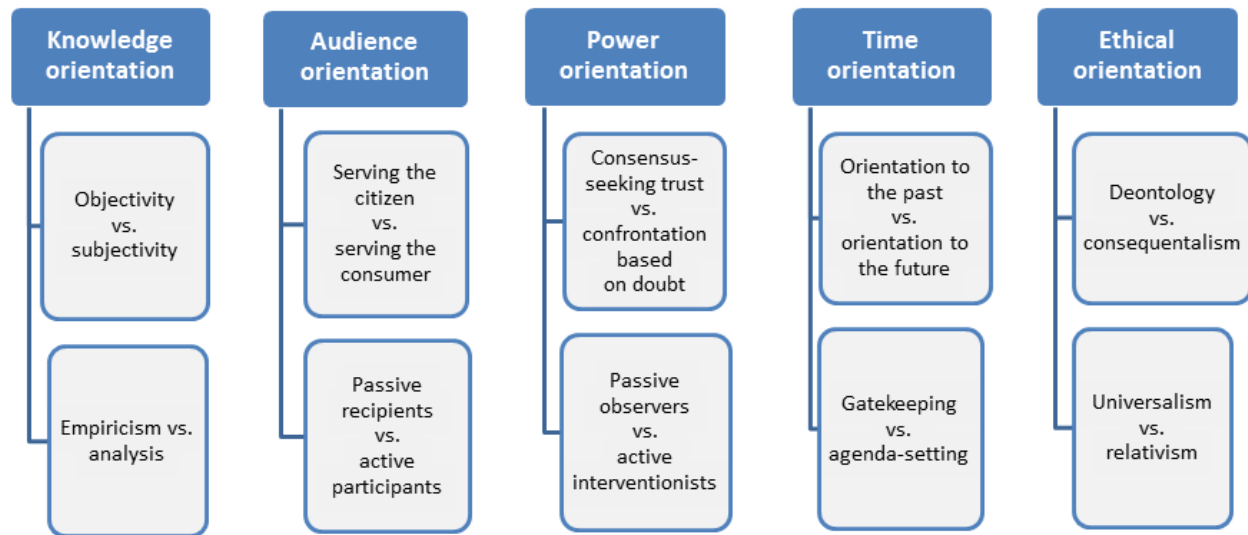 Knowledge
orientation
Objectivity
vs.
subjectivity
Empiricism vs.
analysis
Audience
orientation
Serving the
citizen
vs.
serving the
consumer
Passive
recipients
vs.
active
participants
Power
orientation
Consensus-
seeking trust
vs.
confrontation
based
on doubt
Passive
observers
vs.
active
interventionists
Time
orientation
Orientation to
the past
vs.
orientation to
the future
Gatekeeping
vs.
agenda-setting
Ethical
orientation
Deontology
vs.
consequentalism
Universalism
vs.
relativism